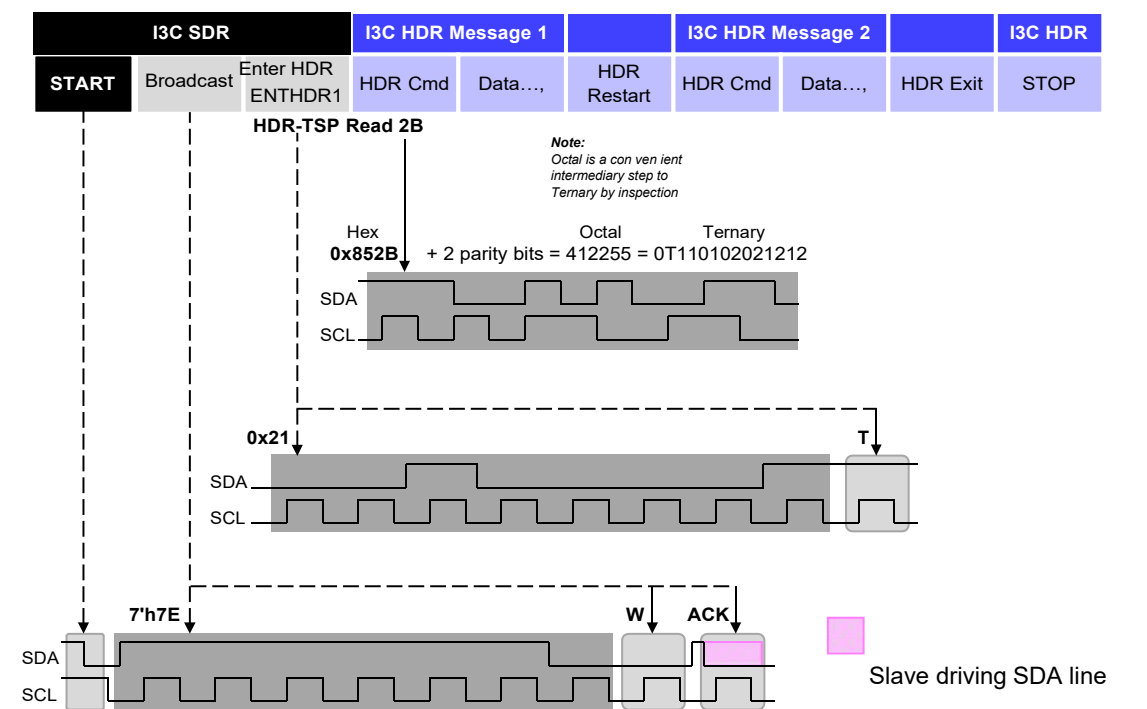 I3C SDR
I3C HDR Message 1
I3C HDR Message 2
I3C HDR
START
Broadcast
Enter HDR
ENTHDR1
HDR Cmd
Data…,
HDR
Restart
HDR Cmd
Data…,
HDR Exit
STOP
HDR-TSP Read 2B
Note:
Octal is a con ven ient
intermediary step to
Ternary by inspection
Hex
Octal
Ternary
0x852B + 2 parity bits = 412255 = 0T110102021212
SDA
SCL
0x21
T
SDA
SCL
7'h7E
W
ACK
SDA
SCL
Slave driving SDA line